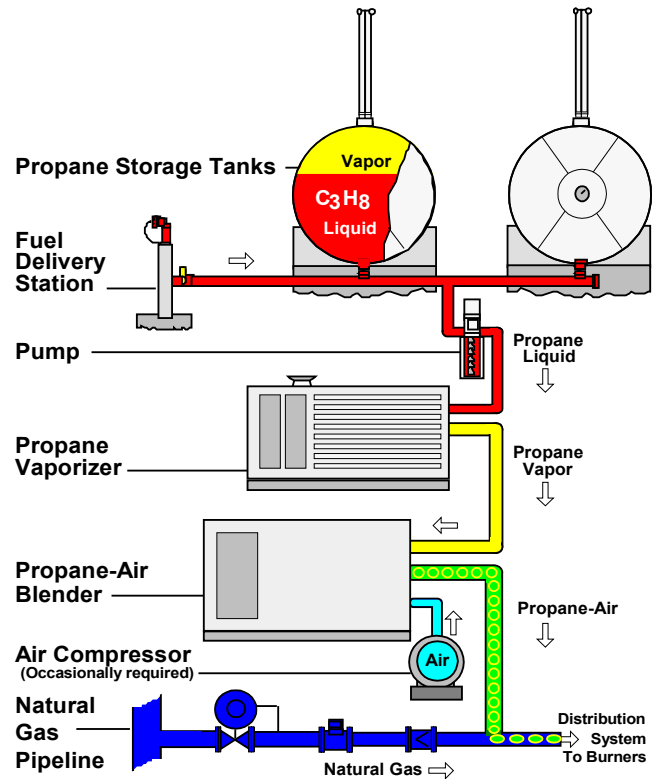 Propane Storage Tanks
Vapor
C3H8
Liquid
Fuel
Delivery
Station
Pump
Propane
Liquid
Propane
Vaporizer
Propane
Vapor
Propane-Air
Blender
Propane-Air
Air Compressor
(Occasionally required)
Air
Natural
Gas
Pipeline
Natural Gas
Distribution
System
To Burners